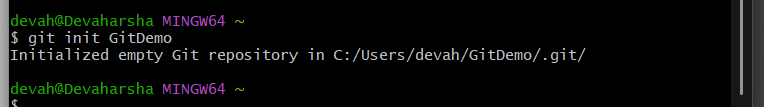 devah@Devaharsha MINGW64 ~
$ git init GitDemo
Initialized empty Git repository in C:/Users/devah/GitDemo/.git/
devah@Devaharsha MINGW64 ~
$